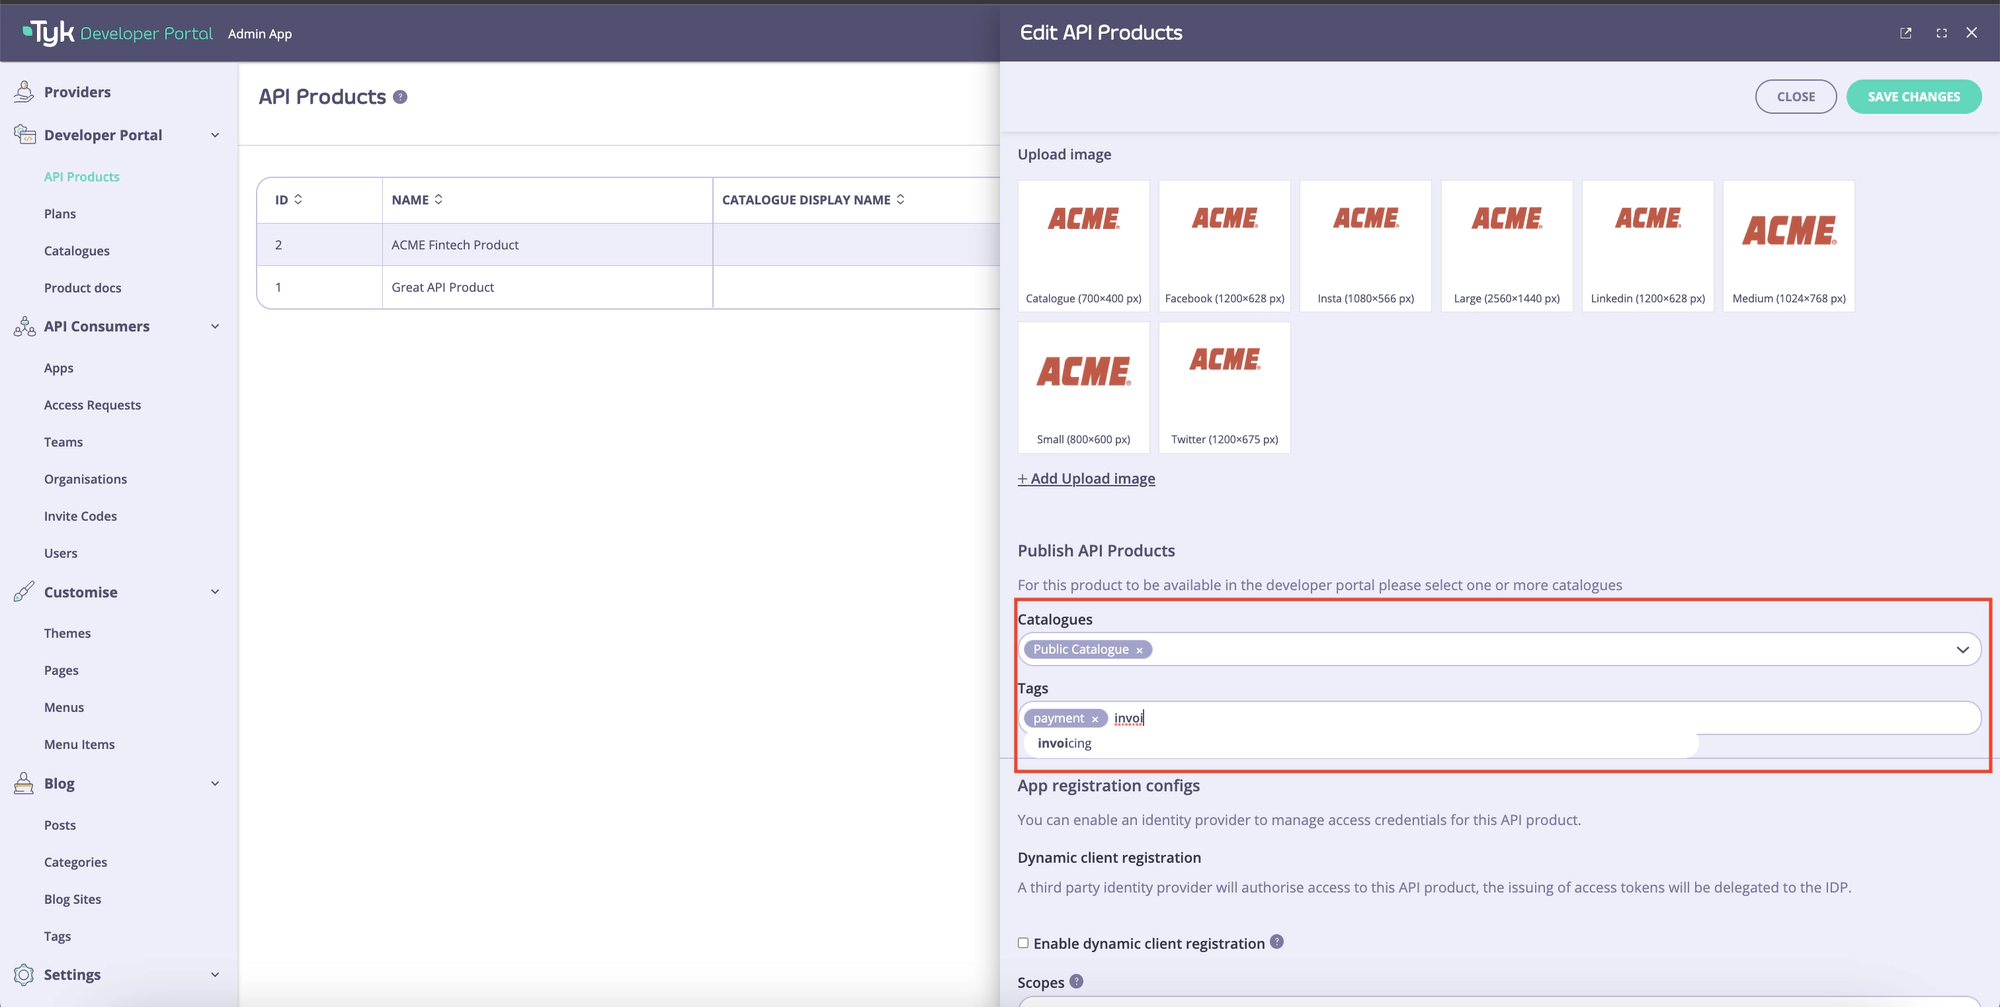 Tyk Developer Portal Admin App
Providers
Developer Portal
API Products
Plans
Catalogues
Product docs
API Consumers
Apps
Access Requests
Teams
Organisations
Invite Codes
Users
Customise
Themes
Pages
Menus
Menu Items
Blog
Posts
Categories
Blog Sites
Tags
Settings
API Products ?
ID NAME CATALOGUE DISPLAY NAME
2 ACME Fintech Product
1 Great API Product
Edit API Products
CLOSE SAVE CHANGES
Upload image
ACME® ACME® ACME® ACME® ACME® ACME®
Catalogue (700×400 px) Facebook (1200×628 px) Insta (1080×566 px) Large (2560×1440 px) Linkedin (1200×628 px) Medium (1024×768 px)
ACME® ACME®
Small (800×600 px) Twitter (1200×675 px)
+ Add Upload image
Publish API Products
For this product to be available in the developer portal please select one or more catalogues
Catalogues
Public Catalogue ×
Tags
payment × invoi
invoicing
App registration configs
You can enable an identity provider to manage access credentials for this API product.
Dynamic client registration
A third party identity provider will authorise access to this API product, the issuing of access tokens will be delegated to the IDP.
Enable dynamic client registration ?
Scopes ?